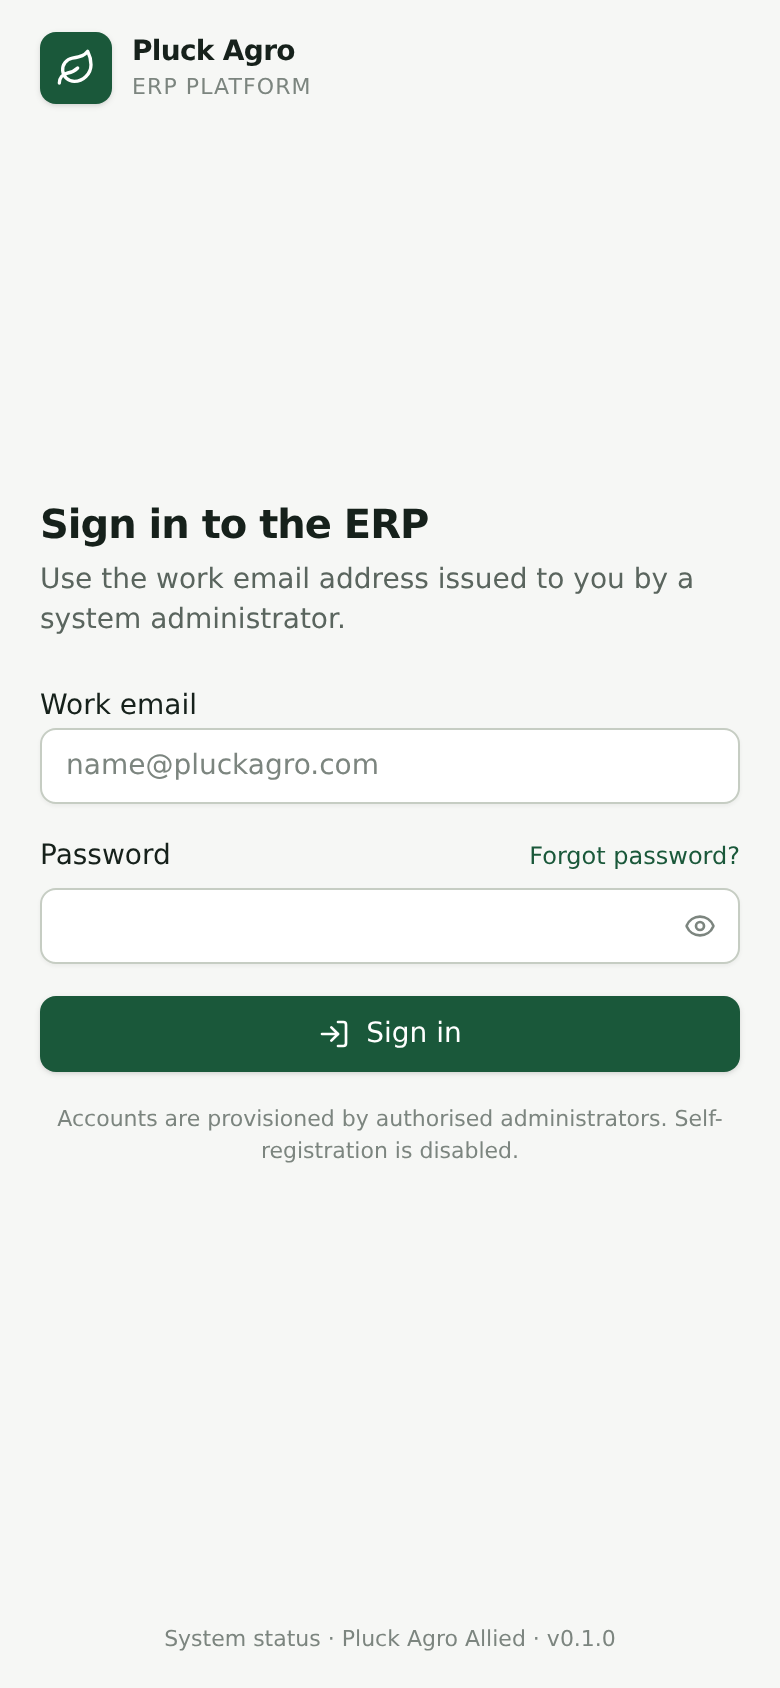 Pluck Agro
ERP PLATFORM
Sign in to the ERP
Use the work email address issued to you by a
system administrator.
Work email
name@pluckagro.com
Password
Forgot password?
Sign in
Accounts are provisioned by authorised administrators. Self-
registration is disabled.
System status · Pluck Agro Allied · v0.1.0